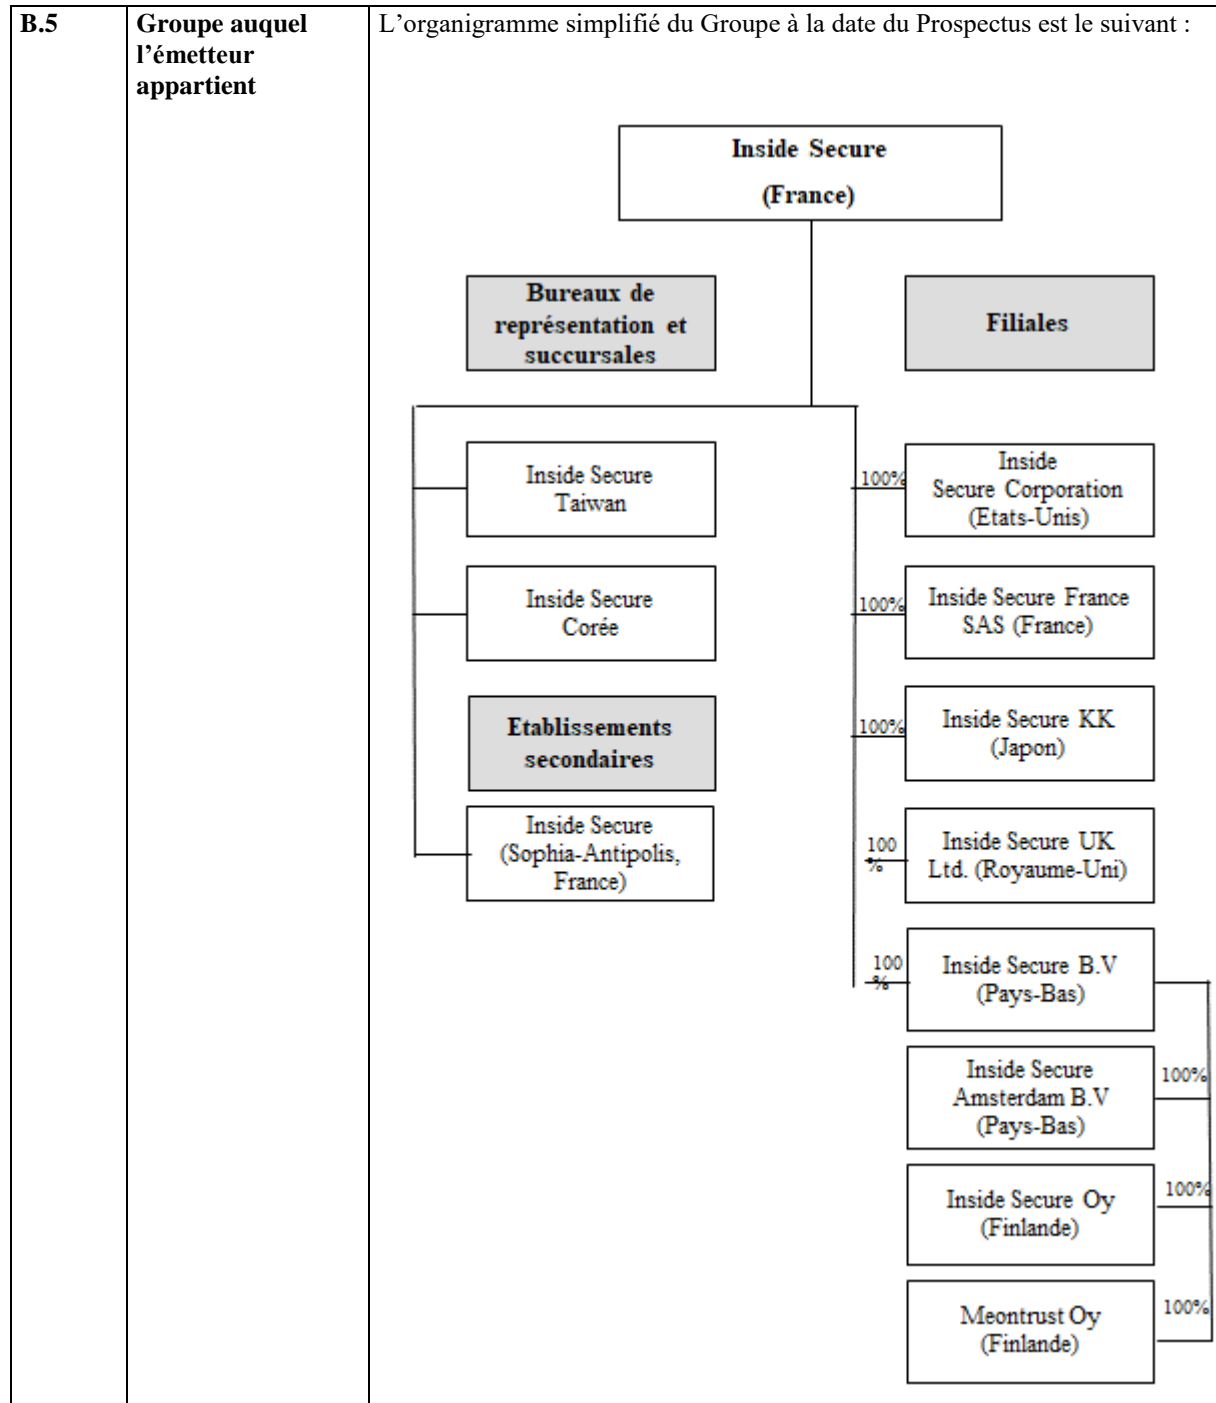 B.5
Groupe auquel
l’émetteur
appartient
L’organigramme simplifié du Groupe à la date du Prospectus est le suivant :
Inside Secure
(France)
Bureaux de
représentation et
succursales
Filiales
Inside Secure
Taiwan
100%
Inside
Secure Corporation
(Etats-Unis)
Inside Secure
Corée
100%
Inside Secure France
SAS (France)
Etablissements
secondaires
100%
Inside Secure KK
(Japon)
Inside Secure
(Sophia-Antipolis,
France)
100
%
Inside Secure UK
Ltd. (Royaume-Uni)
100
%
Inside Secure B.V
(Pays-Bas)
Inside Secure
Amsterdam B.V
(Pays-Bas)
100%
Inside Secure Oy
(Finlande)
100%
Meontrust Oy
(Finlande)
100%